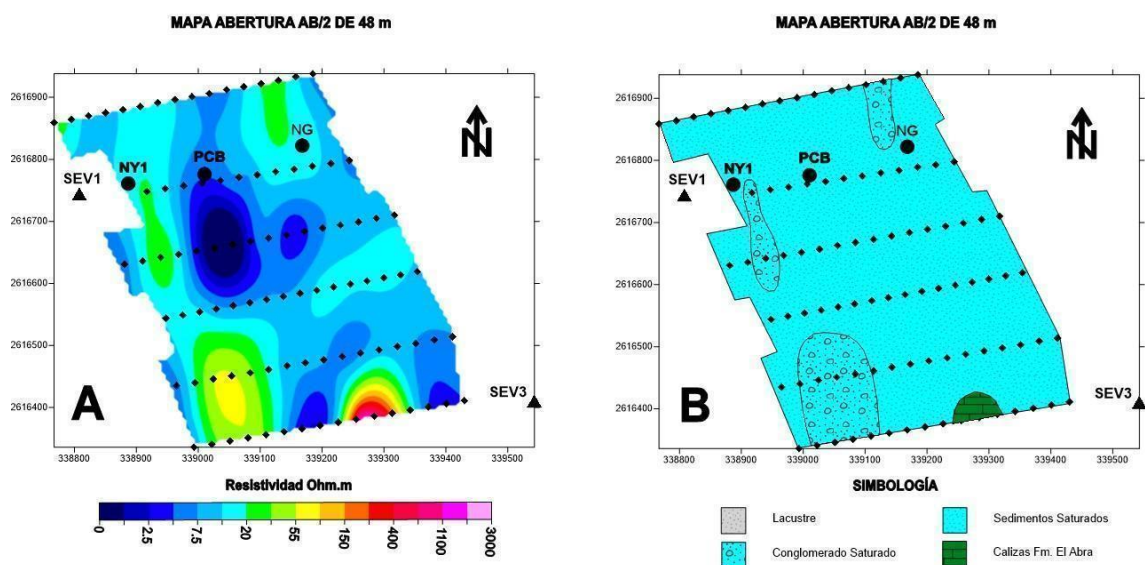 MAPA ABERTURA AB/2 DE 48 m
2616900
2616800
2616700
2616600
2616500
2616400
338800 338900 339000 339100 339200 339300 339400 339500
N
NG
PCB
NY1
SEV1
SEV3
A
Resistividad Ohm.m
0 2.5 7.5 20 55 150 400 1100 3000
MAPA ABERTURA AB/2 DE 48 m
2616900
2616800
2616700
2616600
2616500
2616400
338800 338900 339000 339100 339200 339300 339400 339500
N
NG
PCB
NY1
SEV1
SEV3
B
SIMBOLOGÍA
Lacustre
Sedimentos Saturados
Conglomerado Saturado
Calizas Fm. El Abra